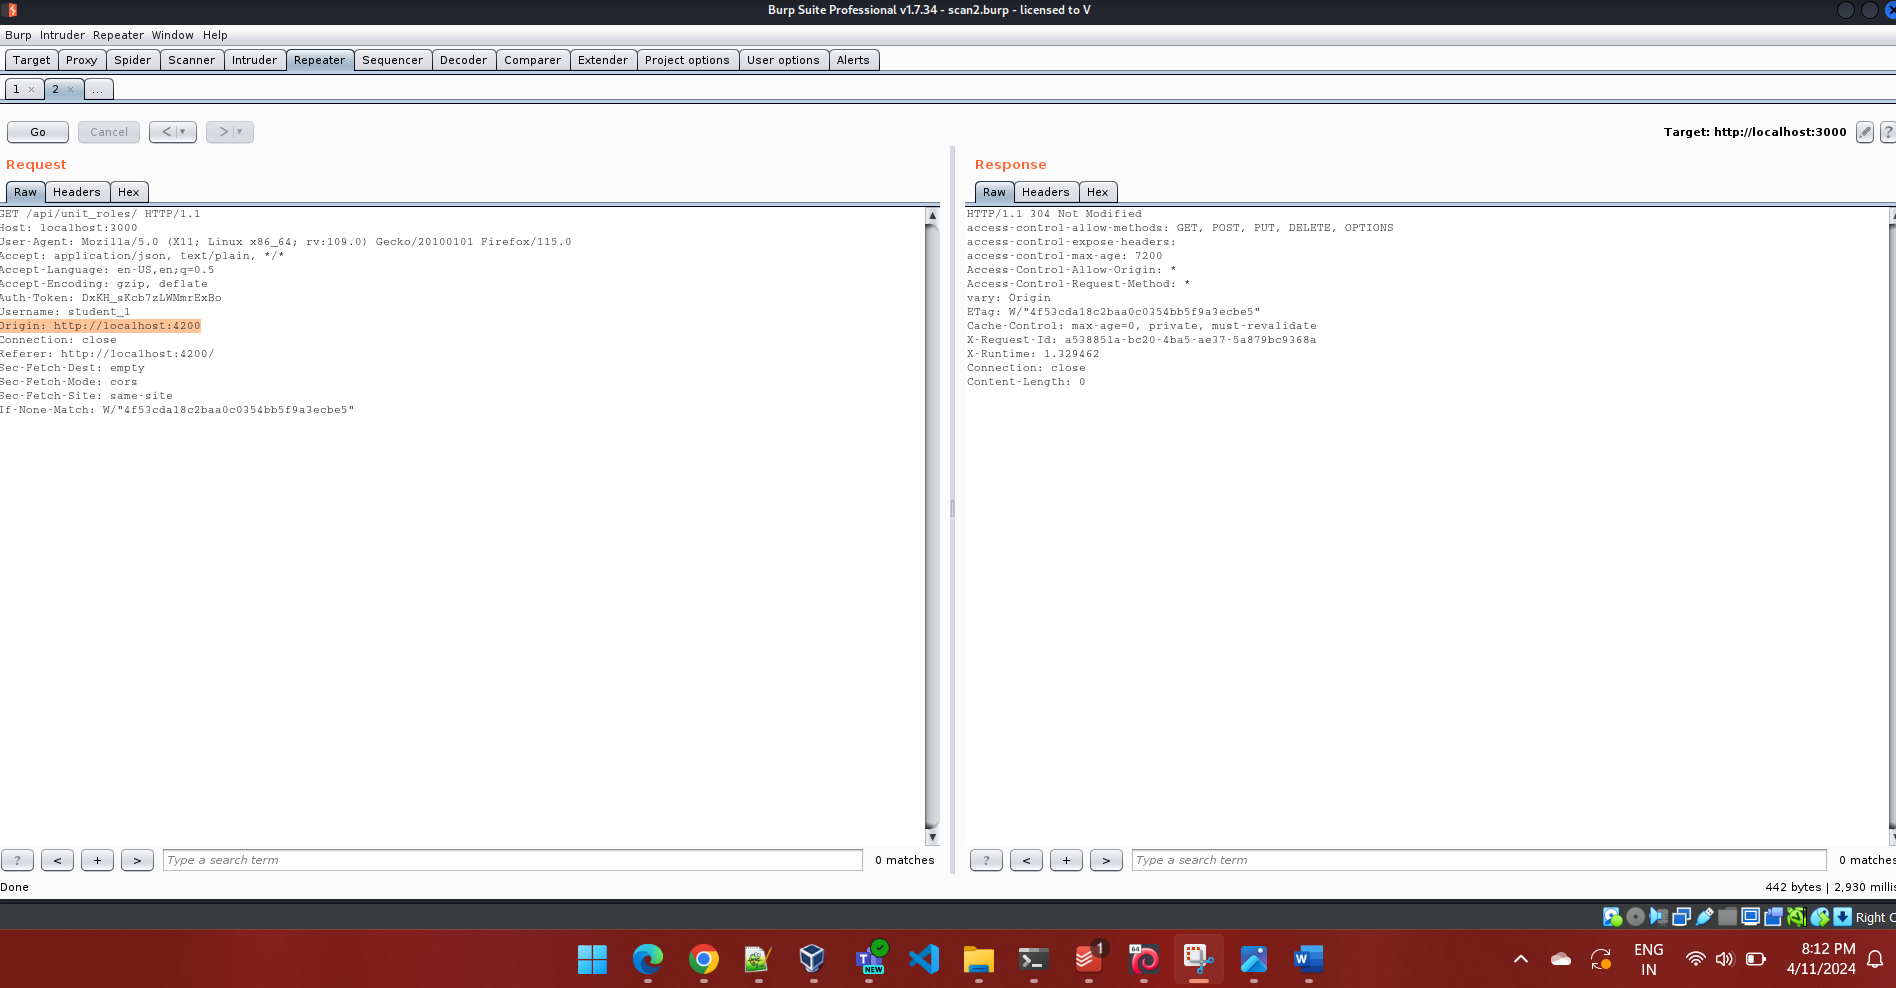 Burp Suite Professional v1.7.34 - scan2.burp - licensed to V
Burp Intruder Repeater Window Help
Target Proxy Spider Scanner Intruder Repeater Sequencer Decoder Comparer Extender Project options User options Alerts
1 × 2 × ...
Go Cancel < > Target: http://localhost:3000 ?
Request
Raw Headers Hex
GET /api/unit_roles/ HTTP/1.1
Host: localhost:3000
User-Agent: Mozilla/5.0 (X11; Linux x86_64; rv:109.0) Gecko/20100101 Firefox/115.0
Accept: application/json, text/plain, */*
Accept-Language: en-US,en;q=0.5
Accept-Encoding: gzip, deflate
Auth-Token: DxKH_sKcb7zLWMmrExBo
Username: student_1
Origin: http://localhost:4200
Connection: close
Referer: http://localhost:4200/
Sec-Fetch-Dest: empty
Sec-Fetch-Mode: cors
Sec-Fetch-Site: same-site
If-None-Match: W/"4f53cda18c2baa0c0354bb5f9a3ecbe5"
? < + > Type a search term 0 matches
Response
Raw Headers Hex
HTTP/1.1 304 Not Modified
access-control-allow-methods: GET, POST, PUT, DELETE, OPTIONS
access-control-expose-headers:
access-control-max-age: 7200
Access-Control-Allow-Origin: *
Access-Control-Request-Method: *
vary: Origin
ETag: W/"4f53cda18c2baa0c0354bb5f9a3ecbe5"
Cache-Control: max-age=0, private, must-revalidate
X-Request-Id: a538851a-bc20-4ba5-ae37-5a879bc9368a
X-Runtime: 1.329462
Connection: close
Content-Length: 0
? < + > Type a search term 0 matches
Done
442 bytes | 2,930 millis
Right C
T NEW 1 64 W
ENG
IN
8:12 PM
4/11/2024